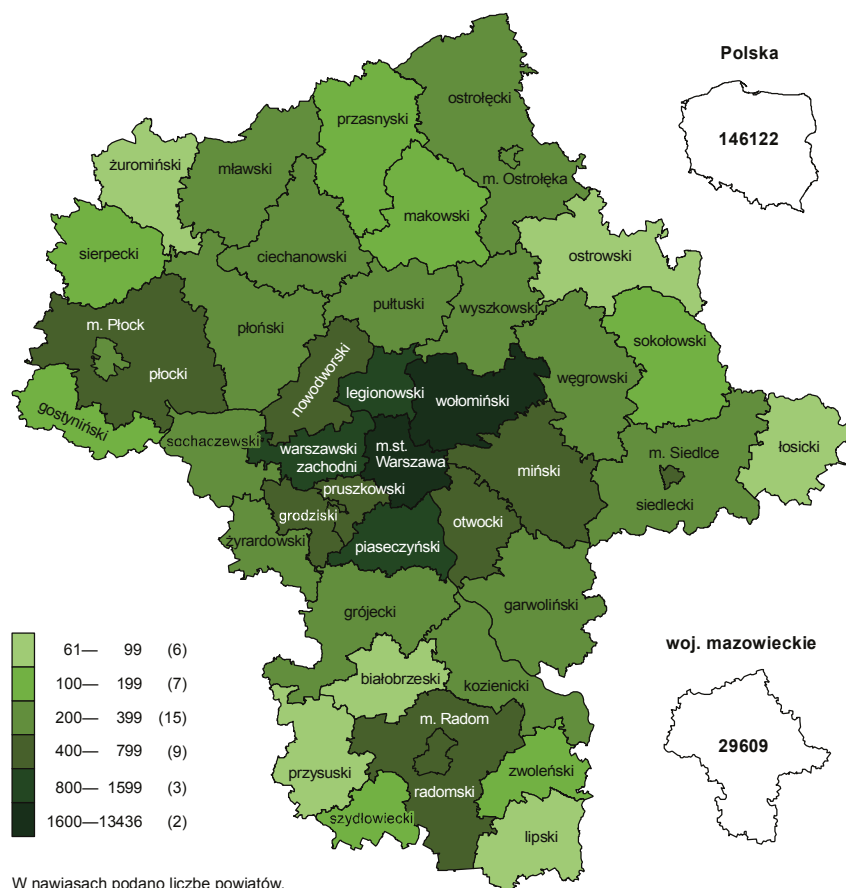 Polska
146122
ostrołęcki
przasnyski
żuromiński
mławski
m. Ostrołęka
makowski
sierpecki
ciechanowski
ostrowski
pułtuski
wyszkowski
m. Płock
płoński
sokołowski
płocki
nowodworski
węgrowski
legionowski
wołomiński
gostyniński
sochaczewski
warszawski
zachodni
m.st.
Warszawa
m. Siedlce
łosicki
miński
pruszkowski
siedlecki
grodziski
otwocki
żyrardowski
piaseczyński
grójecki
garwoliński
woj. mazowieckie
29609
białobrzeski
kozienicki
m. Radom
przysuski
zwoleński
radomski
szydłowiecki
lipski
61— 99 (6)
100— 199 (7)
200— 399 (15)
400— 799 (9)
800— 1599 (3)
1600—13436 (2)
W nawiasach podano liczbę powiatów.